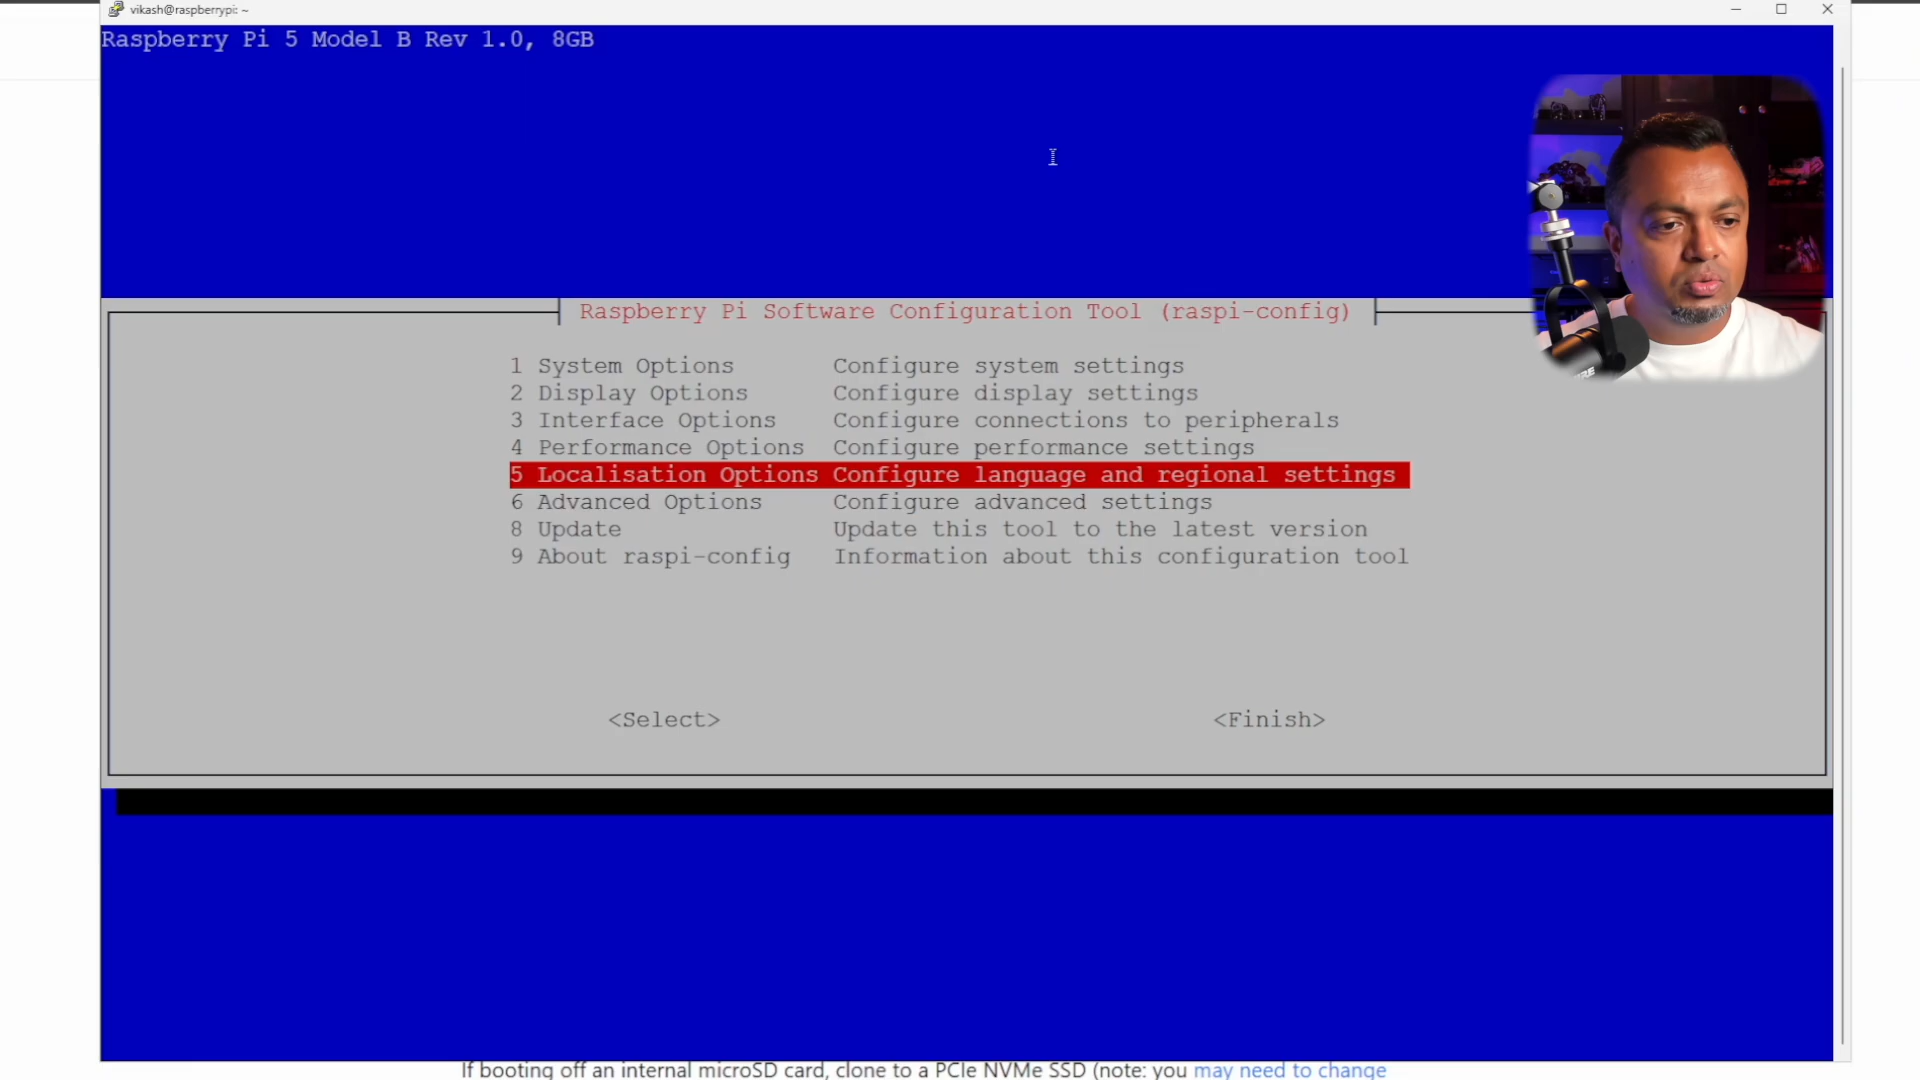 vikash@raspberrypi: ~
Raspberry Pi 5 Model B Rev 1.0, 8GB
Raspberry Pi Software Configuration Tool (raspi-config)
1 System Options Configure system settings
2 Display Options Configure display settings
3 Interface Options Configure connections to peripherals
4 Performance Options Configure performance settings
5 Localisation Options Configure language and regional settings
6 Advanced Options Configure advanced settings
8 Update Update this tool to the latest version
9 About raspi-config Information about this configuration tool
<Select> <Finish>
If booting off an internal microSD card, clone to a PCIe NVMe SSD (note: you may need to change